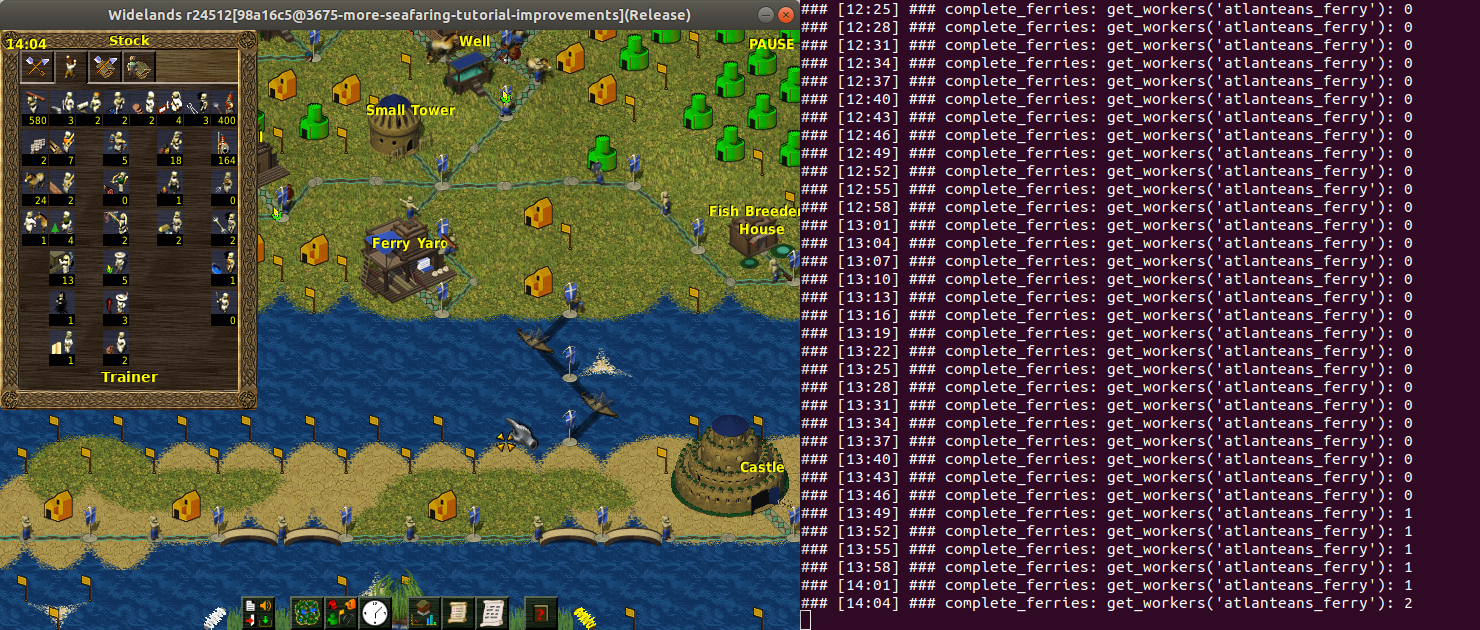 Widelands r24512[98a16c5@3675-more-seafaring-tutorial-improvements](Release)
14:04
Stock
580 3 2 2 2 4 3 400
2 7 5 18 164
24 2 0 1 0
1 4 2 2 2
13 5 1
1 3 0
1 2
Trainer
PAUSE
Well
Small Tower
Ferry Yard
Fish Breeder
House
Castle
### [12:25] ### complete_ferries: get_workers('atlanteans_ferry'): 0
### [12:28] ### complete_ferries: get_workers('atlanteans_ferry'): 0
### [12:31] ### complete_ferries: get_workers('atlanteans_ferry'): 0
### [12:34] ### complete_ferries: get_workers('atlanteans_ferry'): 0
### [12:37] ### complete_ferries: get_workers('atlanteans_ferry'): 0
### [12:40] ### complete_ferries: get_workers('atlanteans_ferry'): 0
### [12:43] ### complete_ferries: get_workers('atlanteans_ferry'): 0
### [12:46] ### complete_ferries: get_workers('atlanteans_ferry'): 0
### [12:49] ### complete_ferries: get_workers('atlanteans_ferry'): 0
### [12:52] ### complete_ferries: get_workers('atlanteans_ferry'): 0
### [12:55] ### complete_ferries: get_workers('atlanteans_ferry'): 0
### [12:58] ### complete_ferries: get_workers('atlanteans_ferry'): 0
### [13:01] ### complete_ferries: get_workers('atlanteans_ferry'): 0
### [13:04] ### complete_ferries: get_workers('atlanteans_ferry'): 0
### [13:07] ### complete_ferries: get_workers('atlanteans_ferry'): 0
### [13:10] ### complete_ferries: get_workers('atlanteans_ferry'): 0
### [13:13] ### complete_ferries: get_workers('atlanteans_ferry'): 0
### [13:16] ### complete_ferries: get_workers('atlanteans_ferry'): 0
### [13:19] ### complete_ferries: get_workers('atlanteans_ferry'): 0
### [13:22] ### complete_ferries: get_workers('atlanteans_ferry'): 0
### [13:25] ### complete_ferries: get_workers('atlanteans_ferry'): 0
### [13:28] ### complete_ferries: get_workers('atlanteans_ferry'): 0
### [13:31] ### complete_ferries: get_workers('atlanteans_ferry'): 0
### [13:34] ### complete_ferries: get_workers('atlanteans_ferry'): 0
### [13:37] ### complete_ferries: get_workers('atlanteans_ferry'): 0
### [13:40] ### complete_ferries: get_workers('atlanteans_ferry'): 0
### [13:43] ### complete_ferries: get_workers('atlanteans_ferry'): 0
### [13:46] ### complete_ferries: get_workers('atlanteans_ferry'): 0
### [13:49] ### complete_ferries: get_workers('atlanteans_ferry'): 1
### [13:52] ### complete_ferries: get_workers('atlanteans_ferry'): 1
### [13:55] ### complete_ferries: get_workers('atlanteans_ferry'): 1
### [13:58] ### complete_ferries: get_workers('atlanteans_ferry'): 1
### [14:01] ### complete_ferries: get_workers('atlanteans_ferry'): 1
### [14:04] ### complete_ferries: get_workers('atlanteans_ferry'): 2